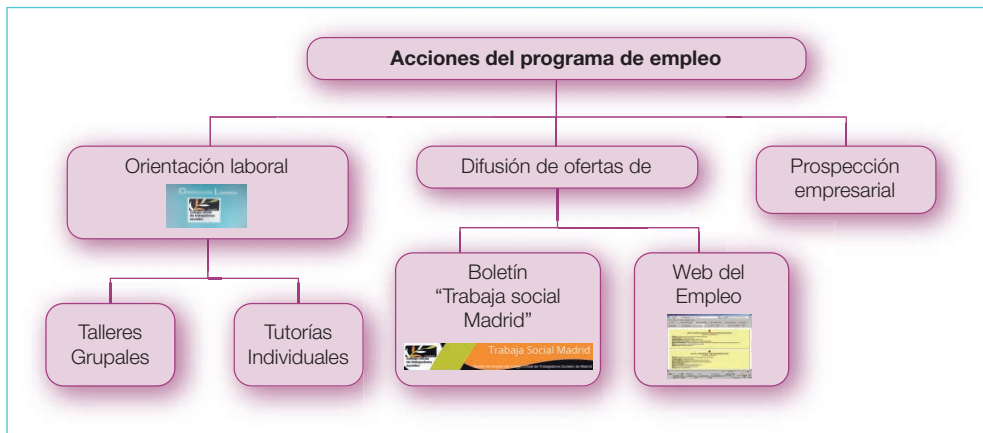 Acciones del programa de empleo
Orientación laboral
Difusión de ofertas de
Prospección
empresarial
Boletín
“Trabaja social
Madrid”
Trabaja Social Madrid
Web del
Empleo
Talleres
Grupales
Tutorías
Individuales